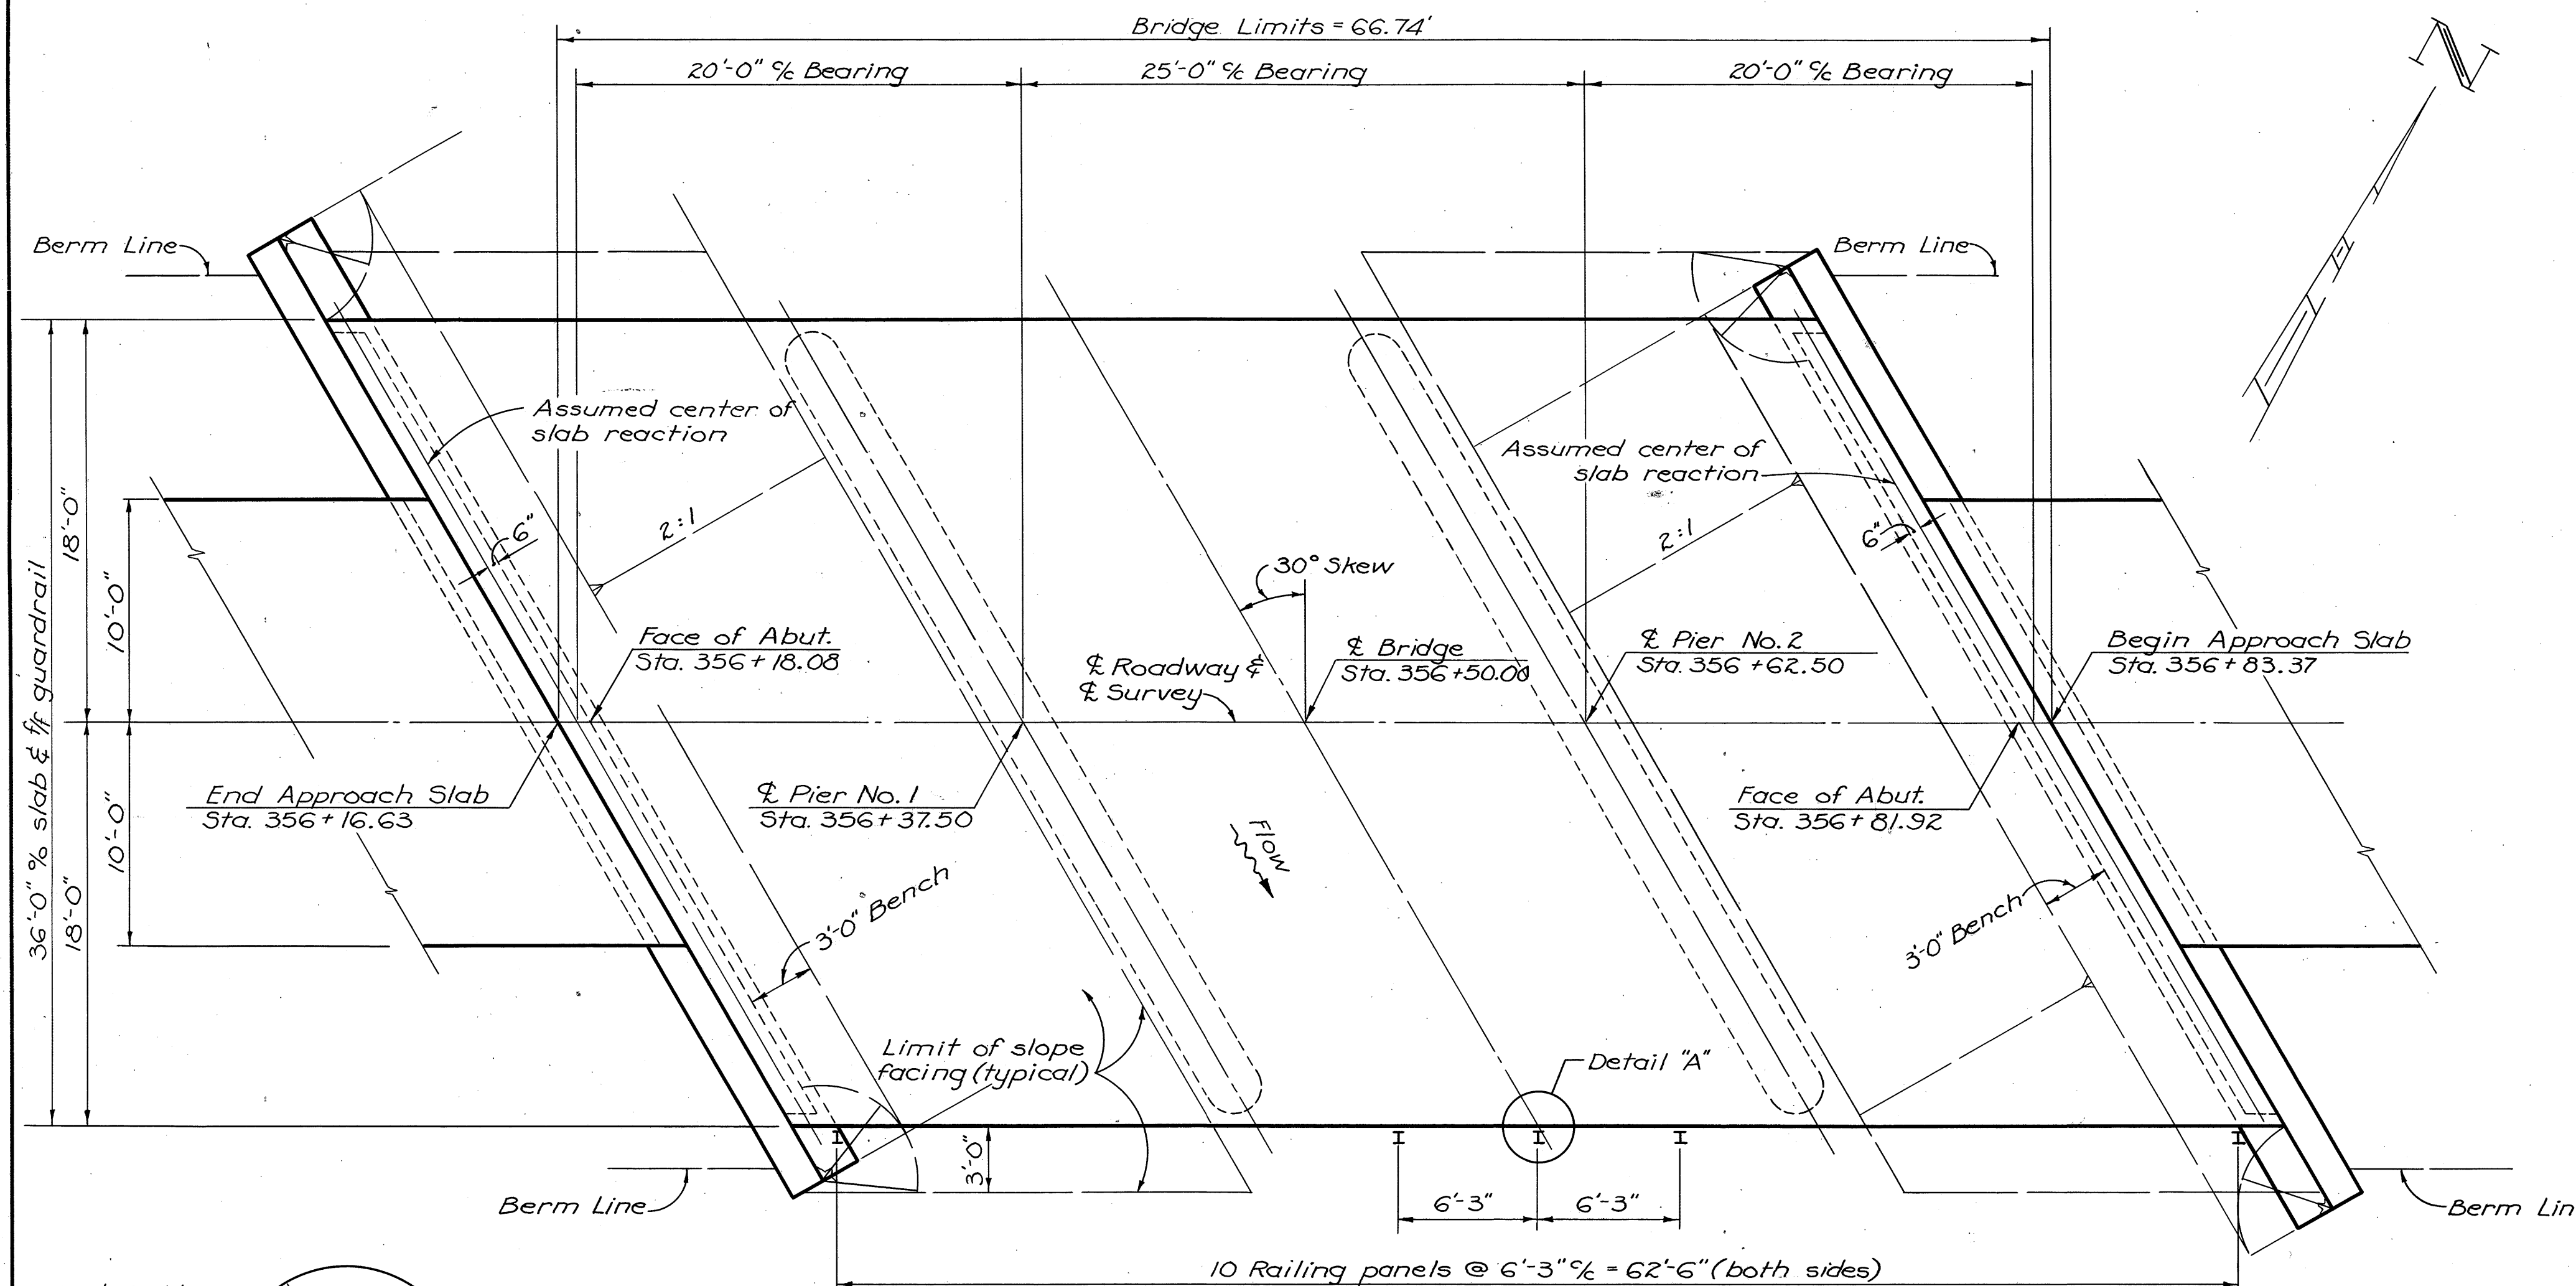 Bridge Limits = 66.74'
20'-0" c/c Bearing
25'-0" c/c Bearing
20'-0" c/c Bearing
N
Berm Line
Berm Line
Assumed center of
slab reaction
Assumed center of
slab reaction
36'-0" o/o slab & f/f guardrail
18'-0"
18'-0"
10'-0"
10'-0"
6"
2:1
30° Skew
2:1
6"
Face of Abut.
Sta. 356+18.08
℄ Roadway &
℄ Survey
℄ Bridge
Sta. 356+50.00
℄ Pier No. 2
Sta. 356+62.50
Begin Approach Slab
Sta. 356+83.37
End Approach Slab
Sta. 356+16.63
℄ Pier No. 1
Sta. 356+37.50
Flow
Face of Abut.
Sta. 356+81.92
3'-0" Bench
3'-0" Bench
Limit of slope
facing (typical)
Detail "A"
3'-0"
Berm Line
6'-3"
6'-3"
Berm Lin
10 Railing panels @ 6'-3" c/c = 62'-6" (both sides)